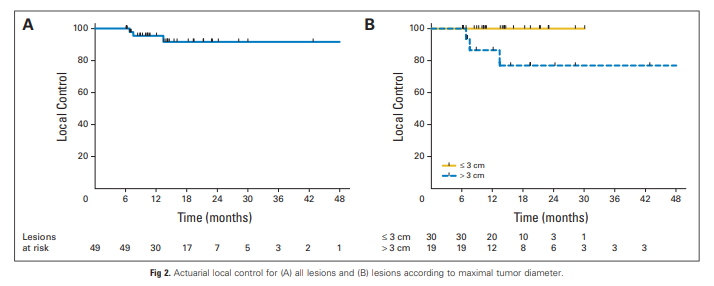 A
Local Control
100
80
60
40
20
0 6 12 18 24 30 36 42 48
Time (months)
Lesions
at risk 49 49 30 17 7 5 3 2 1
B
Local Control
100
80
60
40
20
≤ 3 cm
> 3 cm
0 6 12 18 24 30 36 42 48
Time (months)
≤ 3 cm 30 30 20 10 3 1
> 3 cm 19 19 12 8 6 3 3 3
Fig 2. Actuarial local control for (A) all lesions and (B) lesions according to maximal tumor diameter.